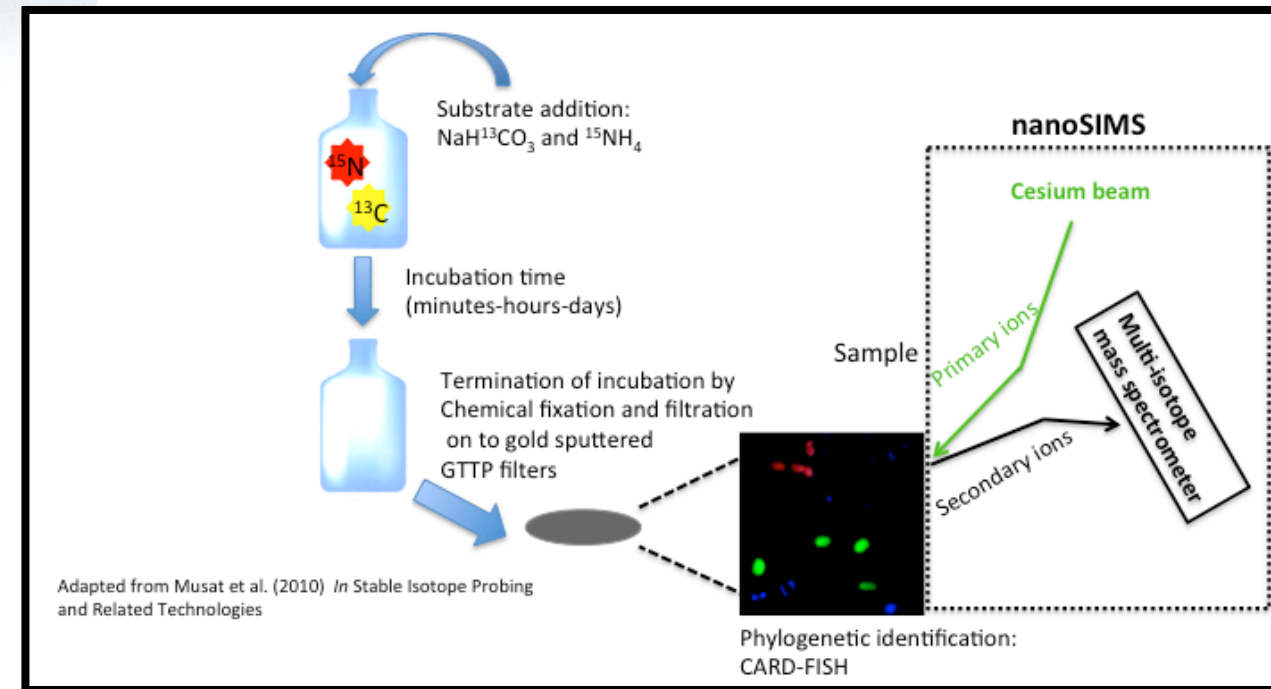 Substrate addition:
NaH¹³CO₃ and ¹⁵NH₄
¹⁵N
¹³C
Incubation time
(minutes-hours-days)
Termination of incubation by
Chemical fixation and filtration
on to gold sputtered
GTTP filters
Adapted from Musat et al. (2010) In Stable Isotope Probing
and Related Technologies
nanoSIMS
Cesium beam
Primary ions
Sample
Secondary ions
Multi-isotope
mass spectrometer
Phylogenetic identification:
CARD-FISH